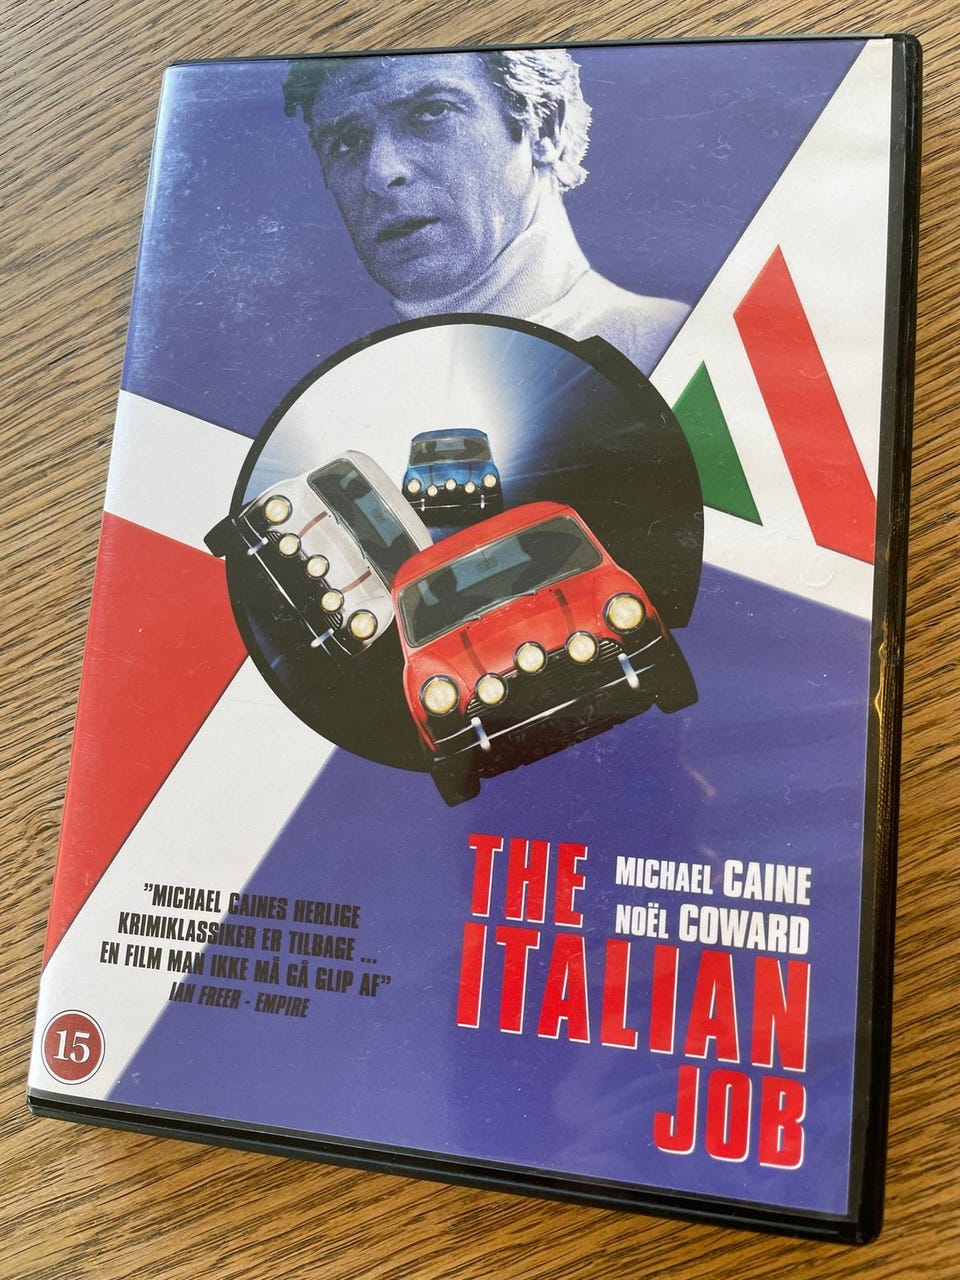 THE
MICHAEL CAINE
NOËL COWARD
ITALIAN
JOB
”MICHAEL CAINES HERLIGE
KRIMIKLASSIKER ER TILBAGE ...
EN FILM MAN IKKE MÅ GÅ GLIP AF”
IAN FREER - EMPIRE
15